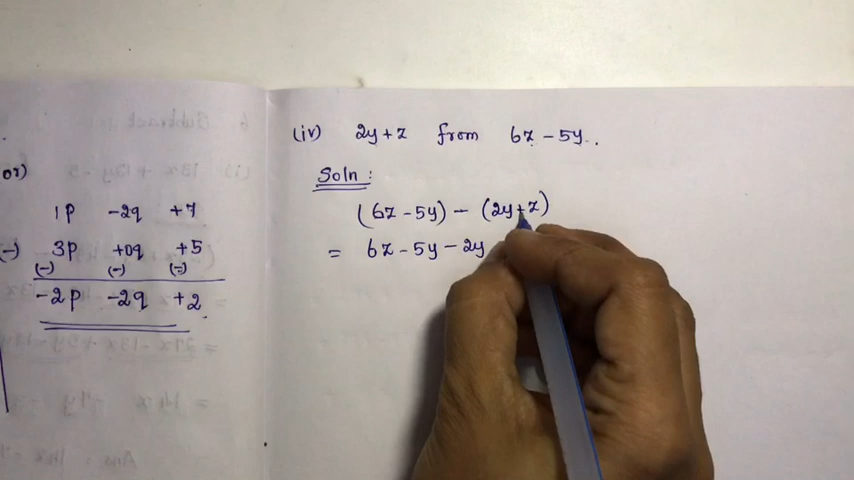 or)
1p -2q +7
(-) 3p +0q +5
(-) (-) (-)
-2p -2q +2
(iv) 2y+z from 6z-5y.
Soln:
(6z-5y) - (2y+z)
= 6z-5y-2y